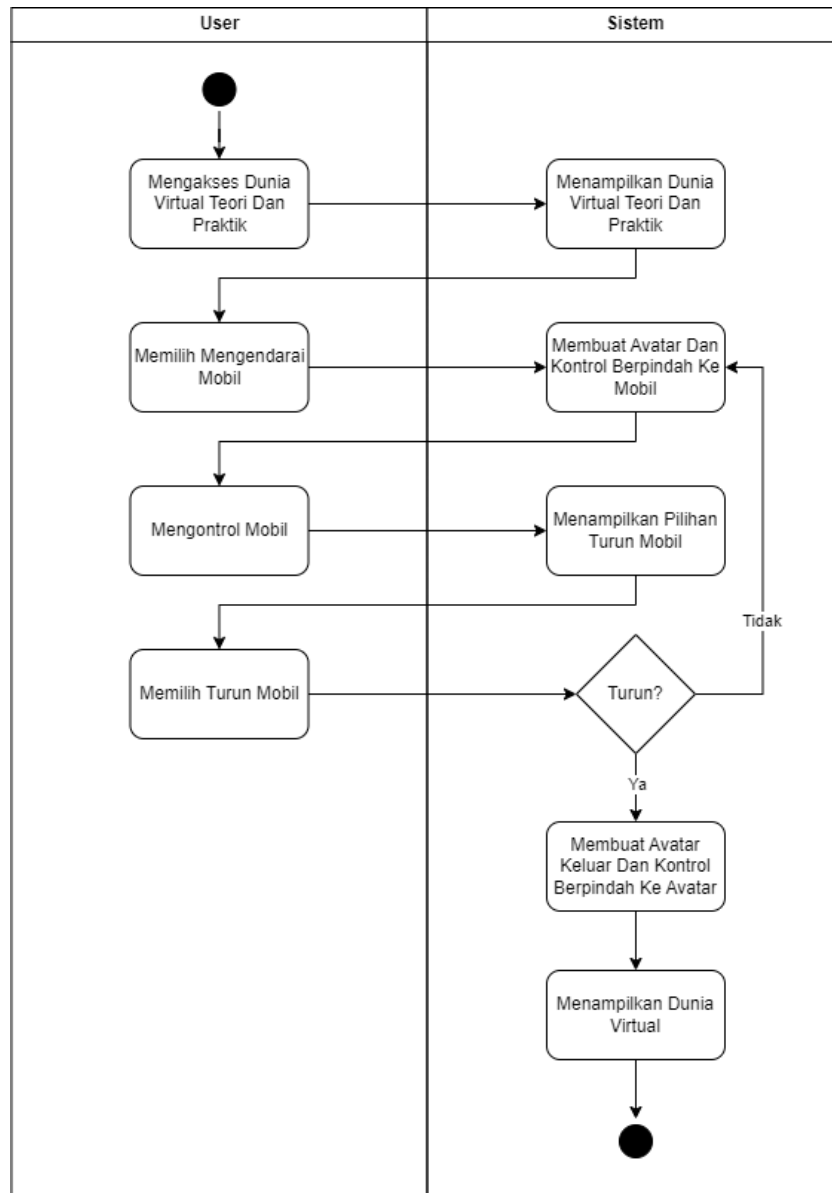 User
Sistem
Mengakses Dunia
Virtual Teori Dan
Praktik
Menampilkan Dunia
Virtual Teori Dan
Praktik
Memilih Mengendarai
Mobil
Membuat Avatar Dan
Kontrol Berpindah Ke
Mobil
Mengontrol Mobil
Menampilkan Pilihan
Turun Mobil
Memilih Turun Mobil
Turun?
Tidak
Ya
Membuat Avatar
Keluar Dan Kontrol
Berpindah Ke Avatar
Menampilkan Dunia
Virtual